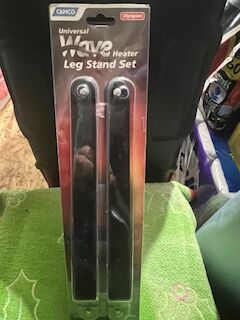 CAMCO
Olympian
Universal
Wave Heater
Leg Stand Set